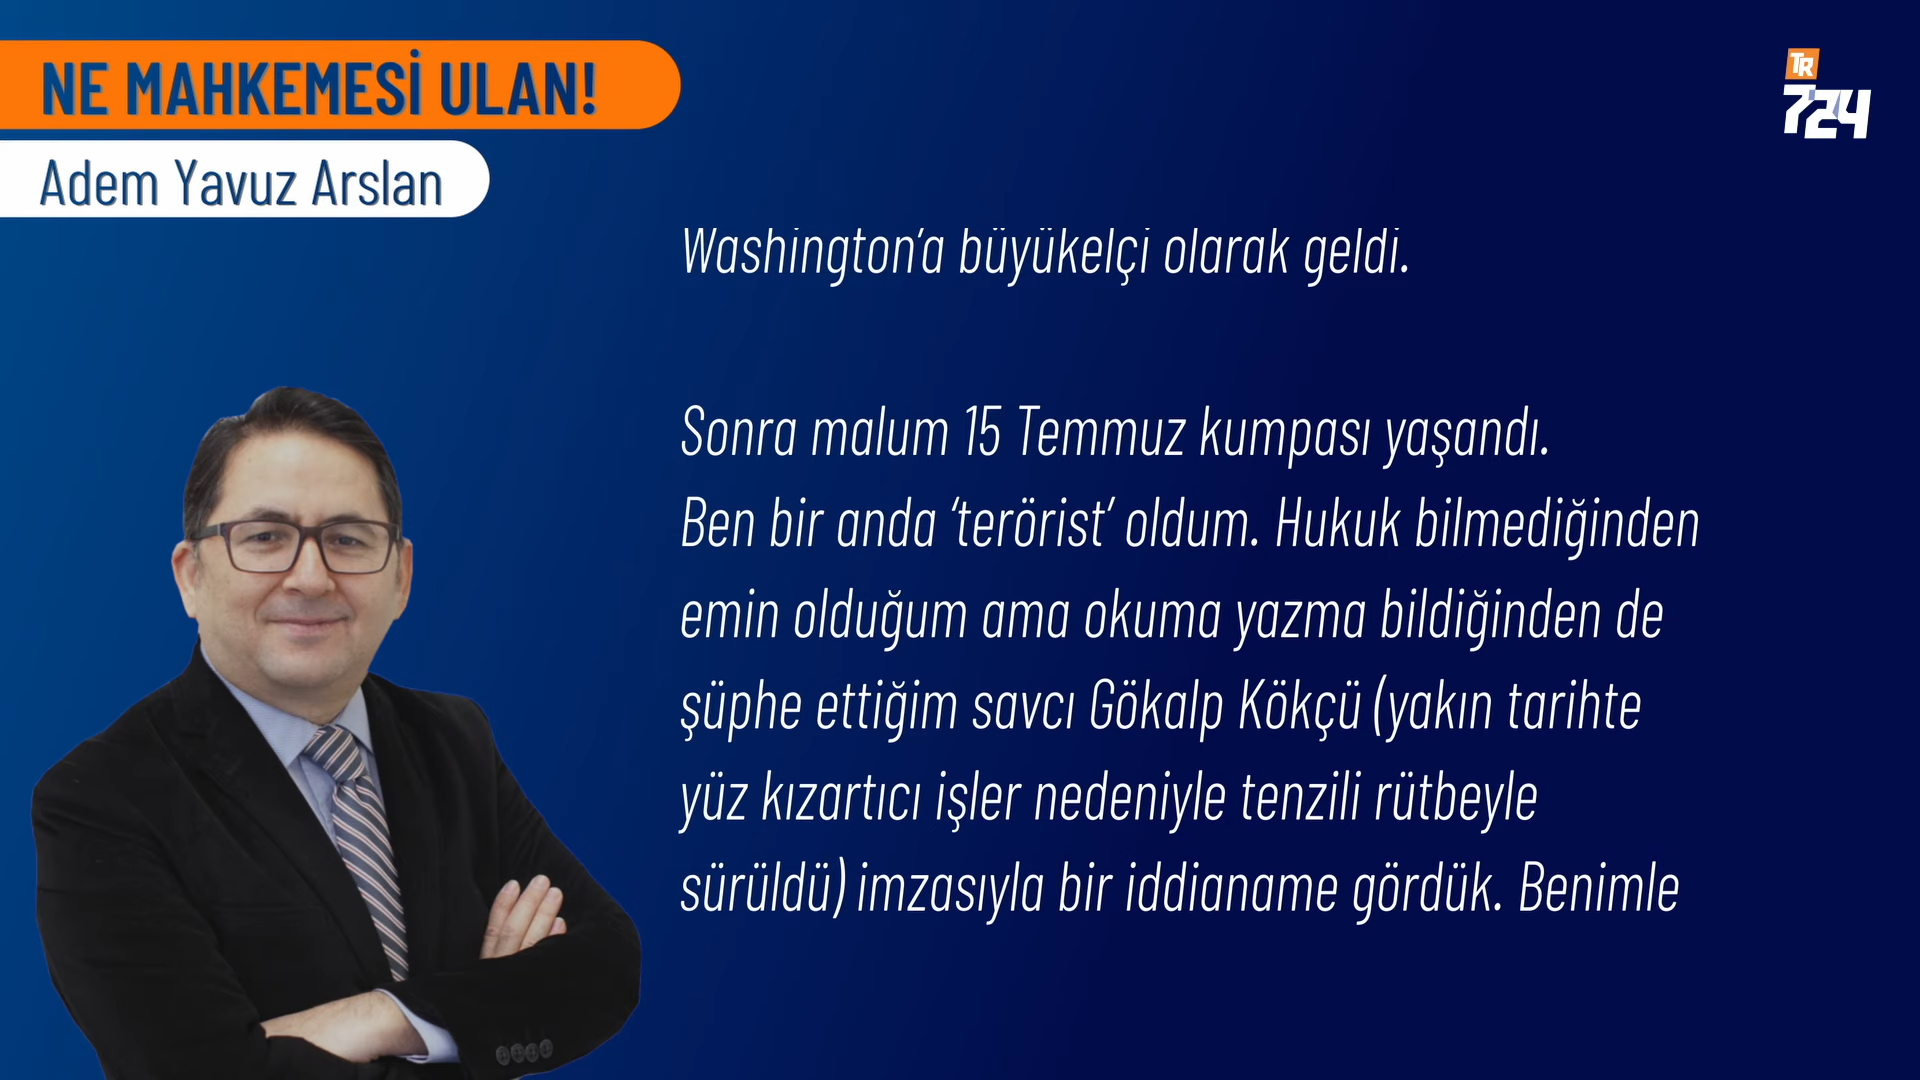 NE MAHKEMESİ ULAN!
Adem Yavuz Arslan
TR
724
Washington’a büyükelçi olarak geldi.
Sonra malum 15 Temmuz kumpası yaşandı.
Ben bir anda ‘terörist’ oldum. Hukuk bilmediğinden
emin olduğum ama okuma yazma bildiğinden de
şüphe ettiğim savcı Gökalp Kökçü (yakın tarihte
yüz kızartıcı işler nedeniyle tenzili rütbeyle
sürüldü) imzasıyla bir iddianame gördük. Benimle